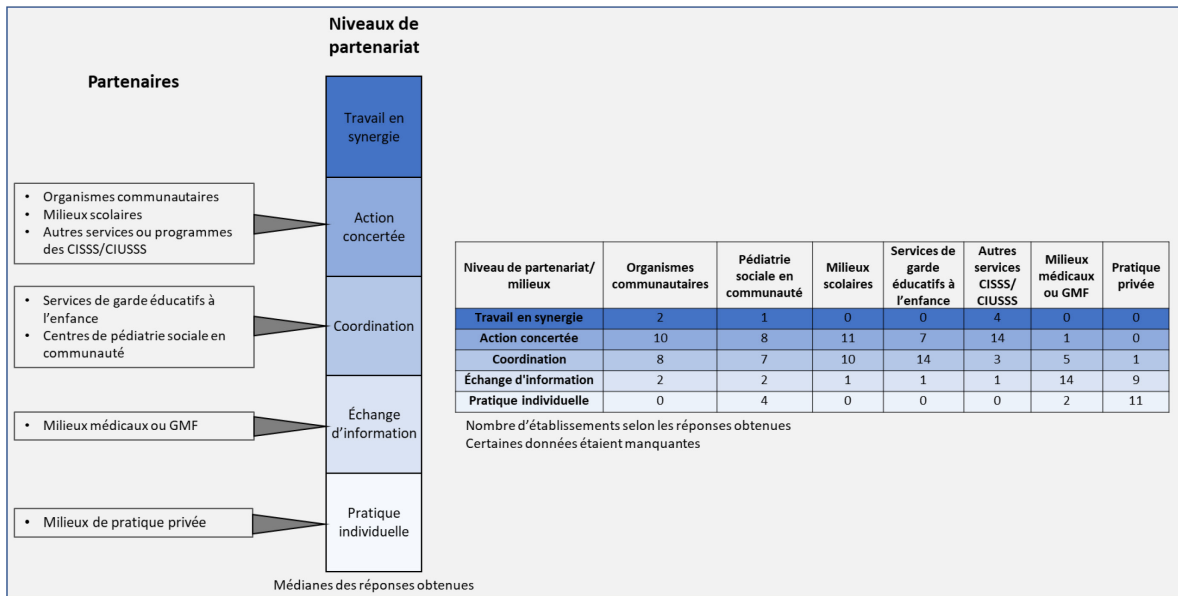 Partenaires
Niveaux de
partenariat
Travail en
synergie
• Organismes communautaires
• Milieux scolaires
• Autres services ou programmes
des CISSS/CIUSSS
Action
concertée
• Services de garde éducatifs à
l'enfance
• Centres de pédiatrie sociale en
communauté
Coordination
• Milieux médicaux ou GMF
Échange
d'information
• Milieux de pratique privée
Pratique
individuelle
Médianes des réponses obtenues
Niveau de partenariat/
milieu
Organismes
communautaires
Pédiatrie
sociale en
communauté
Milieux
scolaires
Services de
garde
éducatifs à
l'enfance
Autres
services
CISSS/
CIUSSS
Milieux
médicaux
ou GMF
Pratique
privée
Travail en synergie 2 1 0 0 4 0 0
Action concertée 10 8 11 7 14 1 0
Coordination 8 7 10 14 3 5 1
Échange d'information 2 2 1 1 1 14 9
Pratique individuelle 0 4 0 0 0 2 11
Nombre d'établissements selon les réponses obtenues
Certaines données étaient manquantes